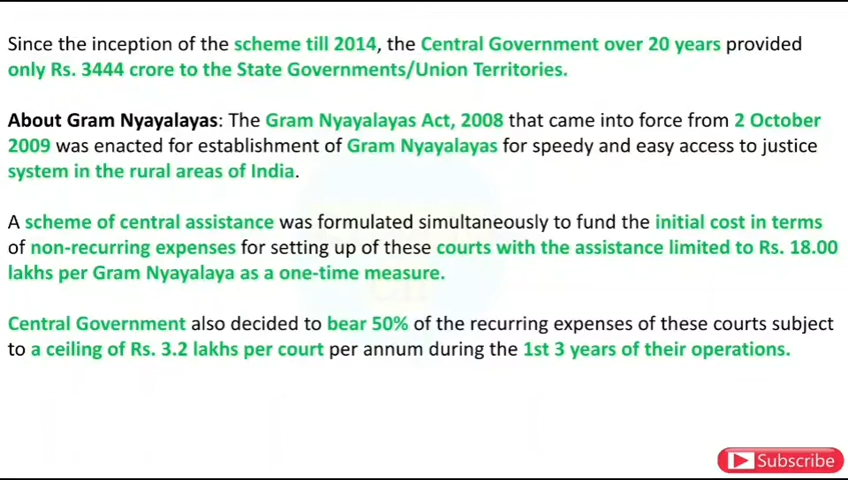 Since the inception of the scheme till 2014, the Central Government over 20 years provided
only Rs. 3444 crore to the State Governments/Union Territories.
About Gram Nyayalayas: The Gram Nyayalayas Act, 2008 that came into force from 2 October
2009 was enacted for establishment of Gram Nyayalayas for speedy and easy access to justice
system in the rural areas of India.
A scheme of central assistance was formulated simultaneously to fund the initial cost in terms
of non-recurring expenses for setting up of these courts with the assistance limited to Rs. 18.00
lakhs per Gram Nyayalaya as a one-time measure.
Central Government also decided to bear 50% of the recurring expenses of these courts subject
to a ceiling of Rs. 3.2 lakhs per court per annum during the 1st 3 years of their operations.
Subscribe